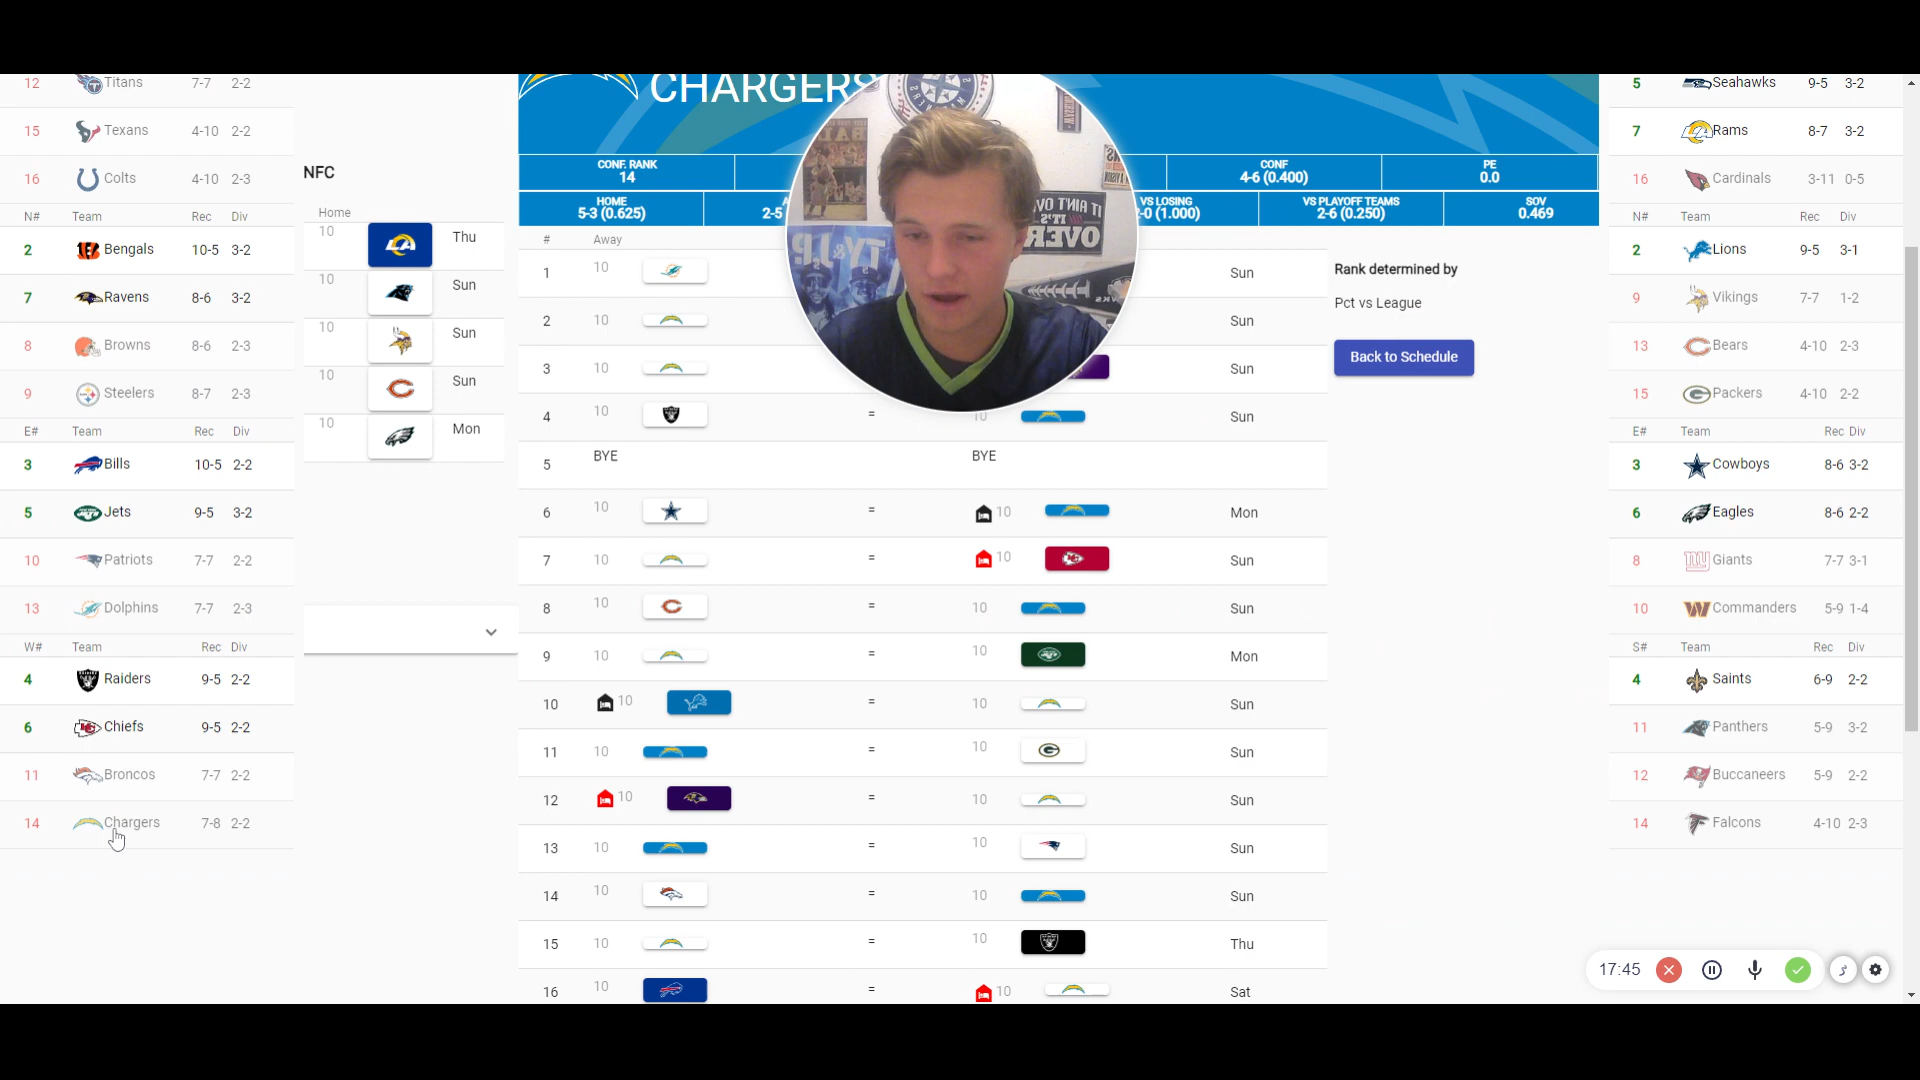 12 Titans 7-7 2-2
15 Texans 4-10 2-2
16 Colts 4-10 2-3
N# Team Rec Div
2 Bengals 10-5 3-2
7 Ravens 8-6 3-2
8 Browns 8-6 2-3
9 Steelers 8-7 2-3
E# Team Rec Div
3 Bills 10-5 2-2
5 Jets 9-5 3-2
10 Patriots 7-7 2-2
13 Dolphins 7-7 2-3
W# Team Rec Div
4 Raiders 9-5 2-2
6 Chiefs 9-5 2-2
11 Broncos 7-7 2-2
14 Chargers 7-8 2-2
NFC
Home
10 Thu
10 Sun
10 Sun
10 Sun
10 Mon
CHARGERS
CONF. RANK
14
CONF
4-6 (0.400)
PE
0.0
HOME
5-3 (0.625)
2-5
VS LOSING
-0 (1.000)
VS PLAYOFF TEAMS
2-6 (0.250)
SOV
0.469
# Away
1 10 Sun
2 10 Sun
3 10 Sun
4 10 = 10 Sun
5 BYE BYE
6 10 = 10 Mon
7 10 = 10 Sun
8 10 = 10 Sun
9 10 = 10 Mon
10 10 = 10 Sun
11 10 = 10 Sun
12 10 = 10 Sun
13 10 = 10 Sun
14 10 = 10 Sun
15 10 = 10 Thu
16 10 = 10 Sat
IT AIN'T OV
'TIL IT'S
OVER
TY & J.P.
Rank determined by
Pct vs League
Back to Schedule
5 Seahawks 9-5 3-2
7 Rams 8-7 3-2
16 Cardinals 3-11 0-5
N# Team Rec Div
2 Lions 9-5 3-1
9 Vikings 7-7 1-2
13 Bears 4-10 2-3
15 Packers 4-10 2-2
E# Team Rec Div
3 Cowboys 8-6 3-2
6 Eagles 8-6 2-2
8 Giants 7-7 3-1
10 Commanders 5-9 1-4
S# Team Rec Div
4 Saints 6-9 2-2
11 Panthers 5-9 3-2
12 Buccaneers 5-9 2-2
14 Falcons 4-10 2-3
17:45